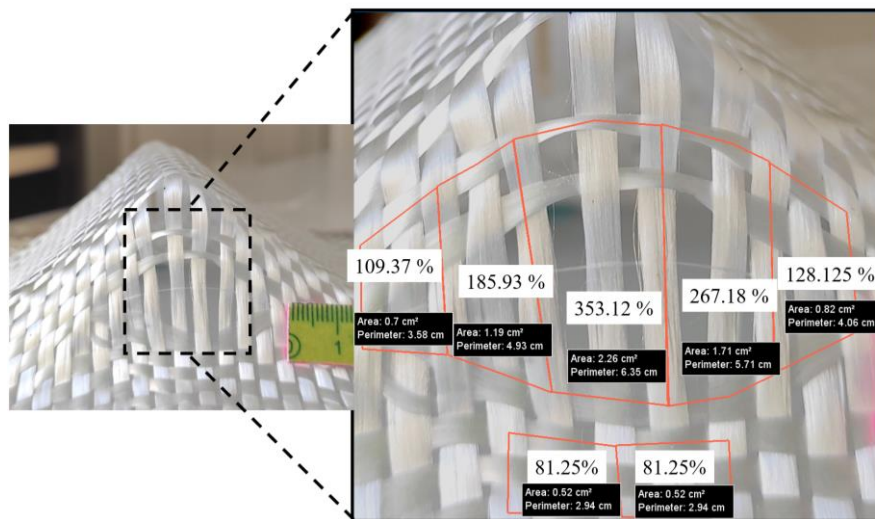 109.37 %
Area: 0.7 cm²
Perimeter: 3.58 cm
185.93 %
Area: 1.19 cm²
Perimeter: 4.93 cm
353.12 %
Area: 2.26 cm²
Perimeter: 6.35 cm
267.18 %
Area: 1.71 cm²
Perimeter: 5.71 cm
128.125 %
Area: 0.82 cm²
Perimeter: 4.06 cm
1
81.25%
Area: 0.52 cm²
Perimeter: 2.94 cm
81.25%
Area: 0.52 cm²
Perimeter: 2.94 cm